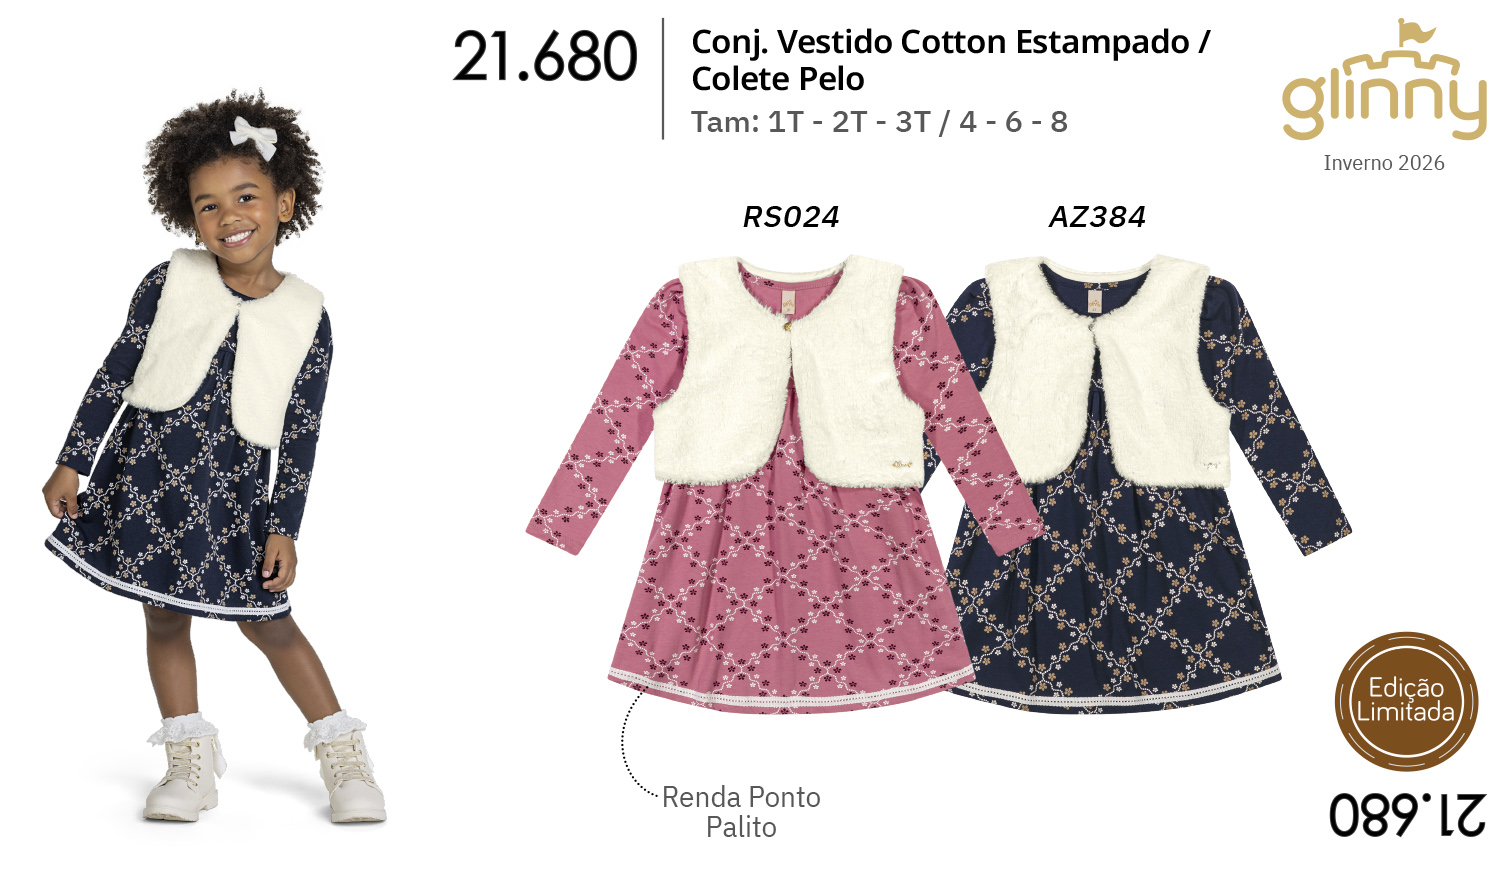 21.680
Conj. Vestido Cotton Estampado /
Colete Pelo
Tam: 1T - 2T - 3T / 4 - 6 - 8
glinny
Inverno 2026
RS024
AZ384
Renda Ponto
Palito
Edição
Limitada
21.680